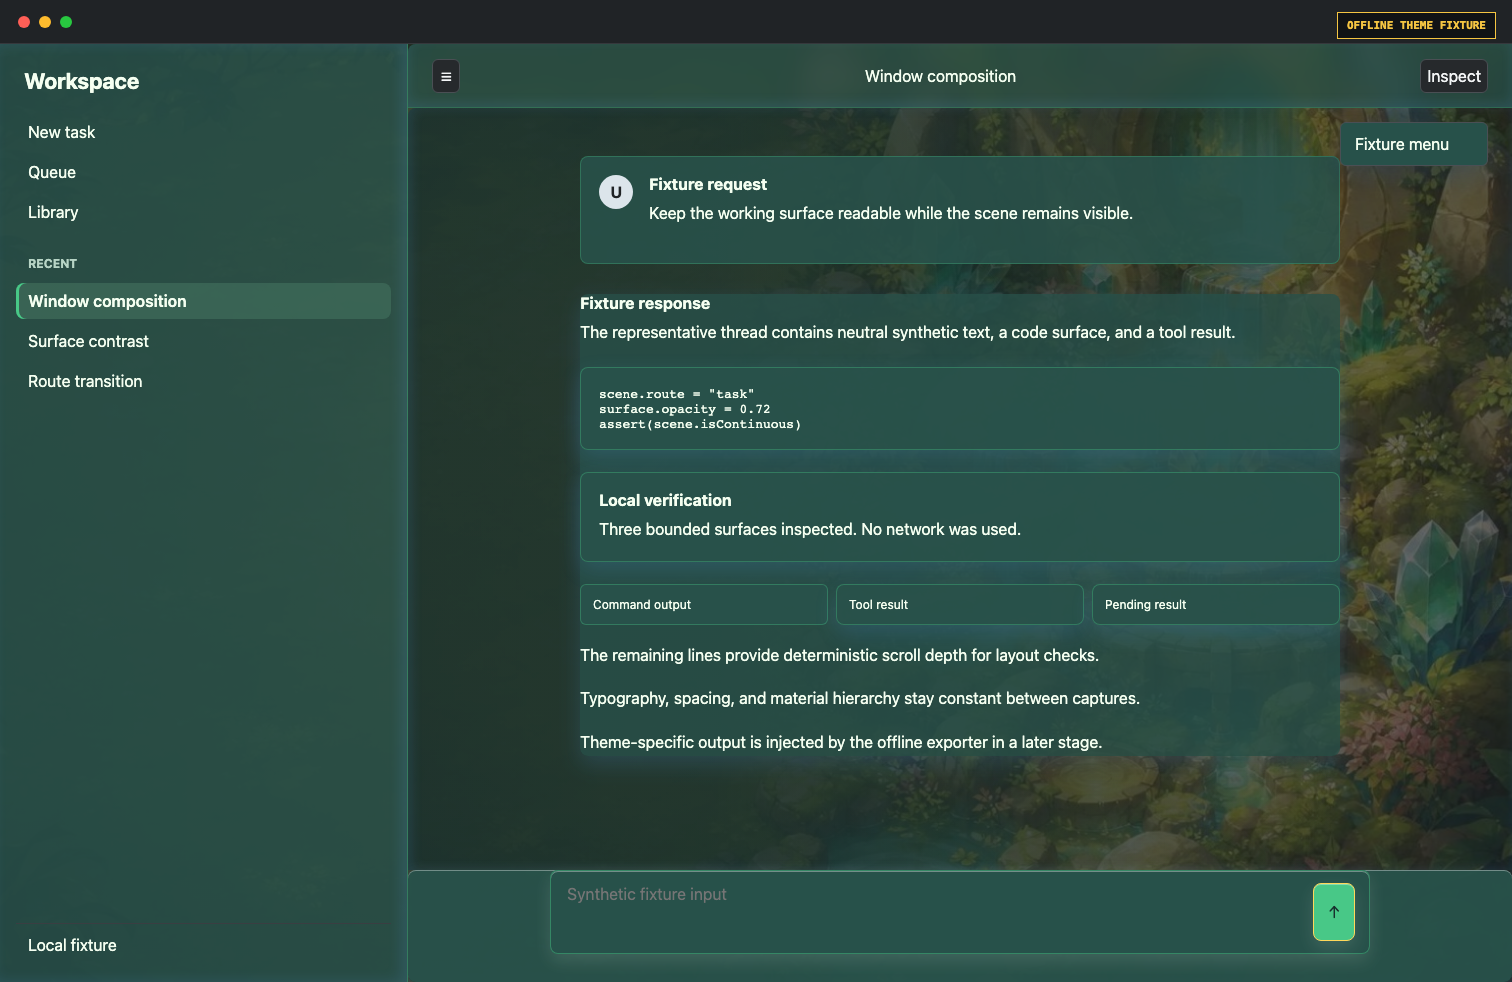 OFFLINE THEME FIXTURE
Workspace
New task
Queue
Library
RECENT
Window composition
Surface contrast
Route transition
Local fixture
Window composition
Inspect
Fixture menu
U
Fixture request
Keep the working surface readable while the scene remains visible.
Fixture response
The representative thread contains neutral synthetic text, a code surface, and a tool result.
scene.route = "task"
surface.opacity = 0.72
assert(scene.isContinuous)
Local verification
Three bounded surfaces inspected. No network was used.
Command output
Tool result
Pending result
The remaining lines provide deterministic scroll depth for layout checks.
Typography, spacing, and material hierarchy stay constant between captures.
Theme-specific output is injected by the offline exporter in a later stage.
Synthetic fixture input